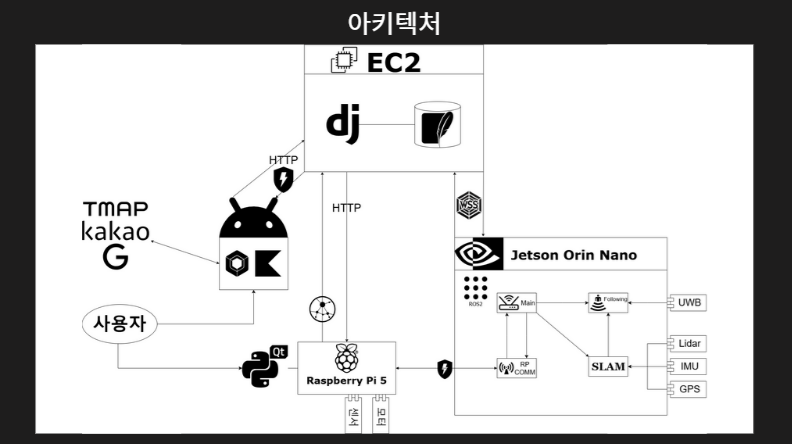 아키텍처
EC2
dj
HTTP
HTTP
WSS
TMAP
kakao
G
Jetson Orin Nano
ROS2
Main
Following
UWB
사용자
Qt
Raspberry Pi 5
RP
COMM
SLAM
Lidar
IMU
GPS
센서
모터